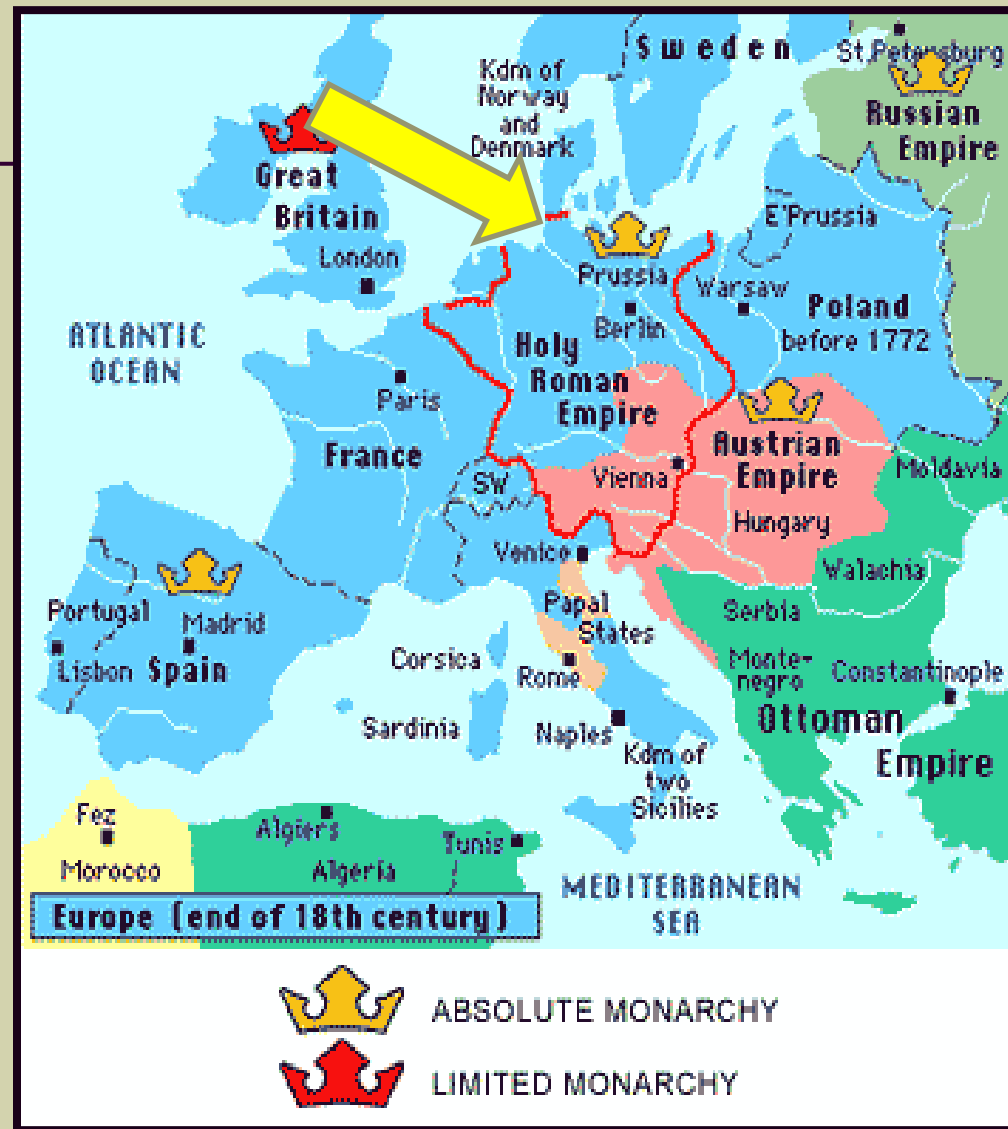 Sweden
St.Petersburg
Kdm of
Norway
and
Denmark
Russian
Empire
Great
Britain
London
E'Prussia
Prussia
Warsaw
Berlin
Poland
before 1772
ATLANTIC
OCEAN
Holy
Roman
Empire
Paris
France
Austrian
Empire
SW
Vienna
Moldavia
Hungary
Venico
Walachia
Portugal
Madrid
Papal
States
Serbia
Lisbon
Spain
Corsica
Rome
Monte-
negro
Constantinople
Sardinia
Naples
Ottoman
Empire
Kdm of
two
Sicilies
Fez
Morocco
Algiers
Algeria
Tunis
MEDITERRANEAN
SEA
Europe (end of 18th century)
ABSOLUTE MONARCHY
LIMITED MONARCHY